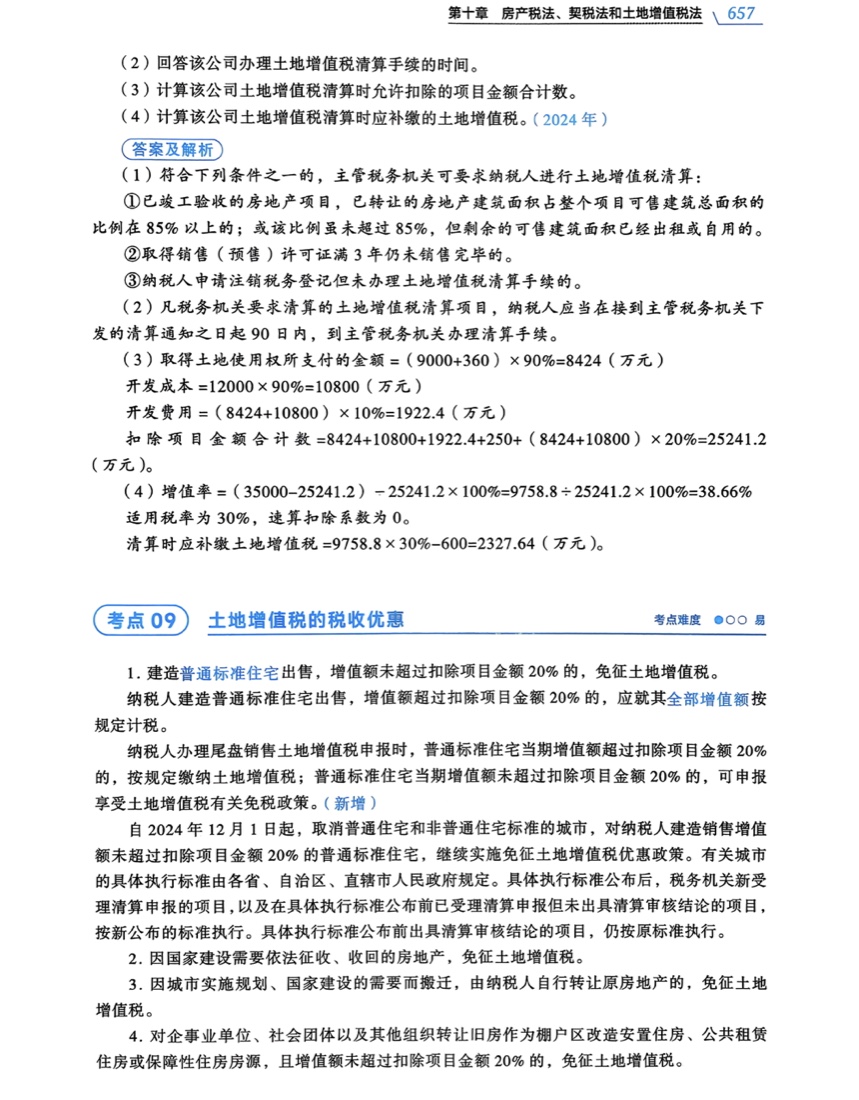 第十章 房产税法、契税法和土地增值税法 657
（2）回答该公司办理土地增值税清算手续的时间。
（3）计算该公司土地增值税清算时允许扣除的项目金额合计数。
（4）计算该公司土地增值税清算时应补缴的土地增值税。（2024 年）
答案及解析
（1）符合下列条件之一的，主管税务机关可要求纳税人进行土地增值税清算：
①已竣工验收的房地产项目，已转让的房地产建筑面积占整个项目可售建筑总面积的
比例在 85% 以上的；或该比例虽未超过 85%，但剩余的可售建筑面积已经出租或自用的。
②取得销售（预售）许可证满 3 年仍未销售完毕的。
③纳税人申请注销税务登记但未办理土地增值税清算手续的。
（2）凡税务机关要求清算的土地增值税清算项目，纳税人应当在接到主管税务机关下
发的清算通知之日起 90 日内，到主管税务机关办理清算手续。
（3）取得土地使用权所支付的金额 =（9000+360）×90%=8424（万元）
开发成本 =12000×90%=10800（万元）
开发费用 =（8424+10800）×10%=1922.4（万元）
扣除项目金额合计数 =8424+10800+1922.4+250+（8424+10800）×20%=25241.2
（万元）。
（4）增值率 =（35000-25241.2）÷25241.2×100%=9758.8÷25241.2×100%=38.66%
适用税率为 30%，速算扣除系数为 0。
清算时应补缴土地增值税 =9758.8×30%-600=2327.64（万元）。
考点 09 土地增值税的税收优惠 考点难度 ●○○ 易
1. 建造普通标准住宅出售，增值额未超过扣除项目金额 20% 的，免征土地增值税。
纳税人建造普通标准住宅出售，增值额超过扣除项目金额 20% 的，应就其全部增值额按
规定计税。
纳税人办理尾盘销售土地增值税申报时，普通标准住宅当期增值额超过扣除项目金额 20%
的，按规定缴纳土地增值税；普通标准住宅当期增值额未超过扣除项目金额 20% 的，可申报
享受土地增值税有关免税政策。（新增）
自 2024 年 12 月 1 日起，取消普通住宅和非普通住宅标准的城市，对纳税人建造销售增值
额未超过扣除项目金额 20% 的普通标准住宅，继续实施免征土地增值税优惠政策。有关城市
的具体执行标准由各省、自治区、直辖市人民政府规定。具体执行标准公布后，税务机关新受
理清算申报的项目，以及在具体执行标准公布前已受理清算申报但未出具清算审核结论的项目，
按新公布的标准执行。具体执行标准公布前出具清算审核结论的项目，仍按原标准执行。
2. 因国家建设需要依法征收、收回的房地产，免征土地增值税。
3. 因城市实施规划、国家建设的需要而搬迁，由纳税人自行转让原房地产的，免征土地
增值税。
4. 对企事业单位、社会团体以及其他组织转让旧房作为棚户区改造安置住房、公共租赁
住房或保障性住房房源，且增值额未超过扣除项目金额 20% 的，免征土地增值税。